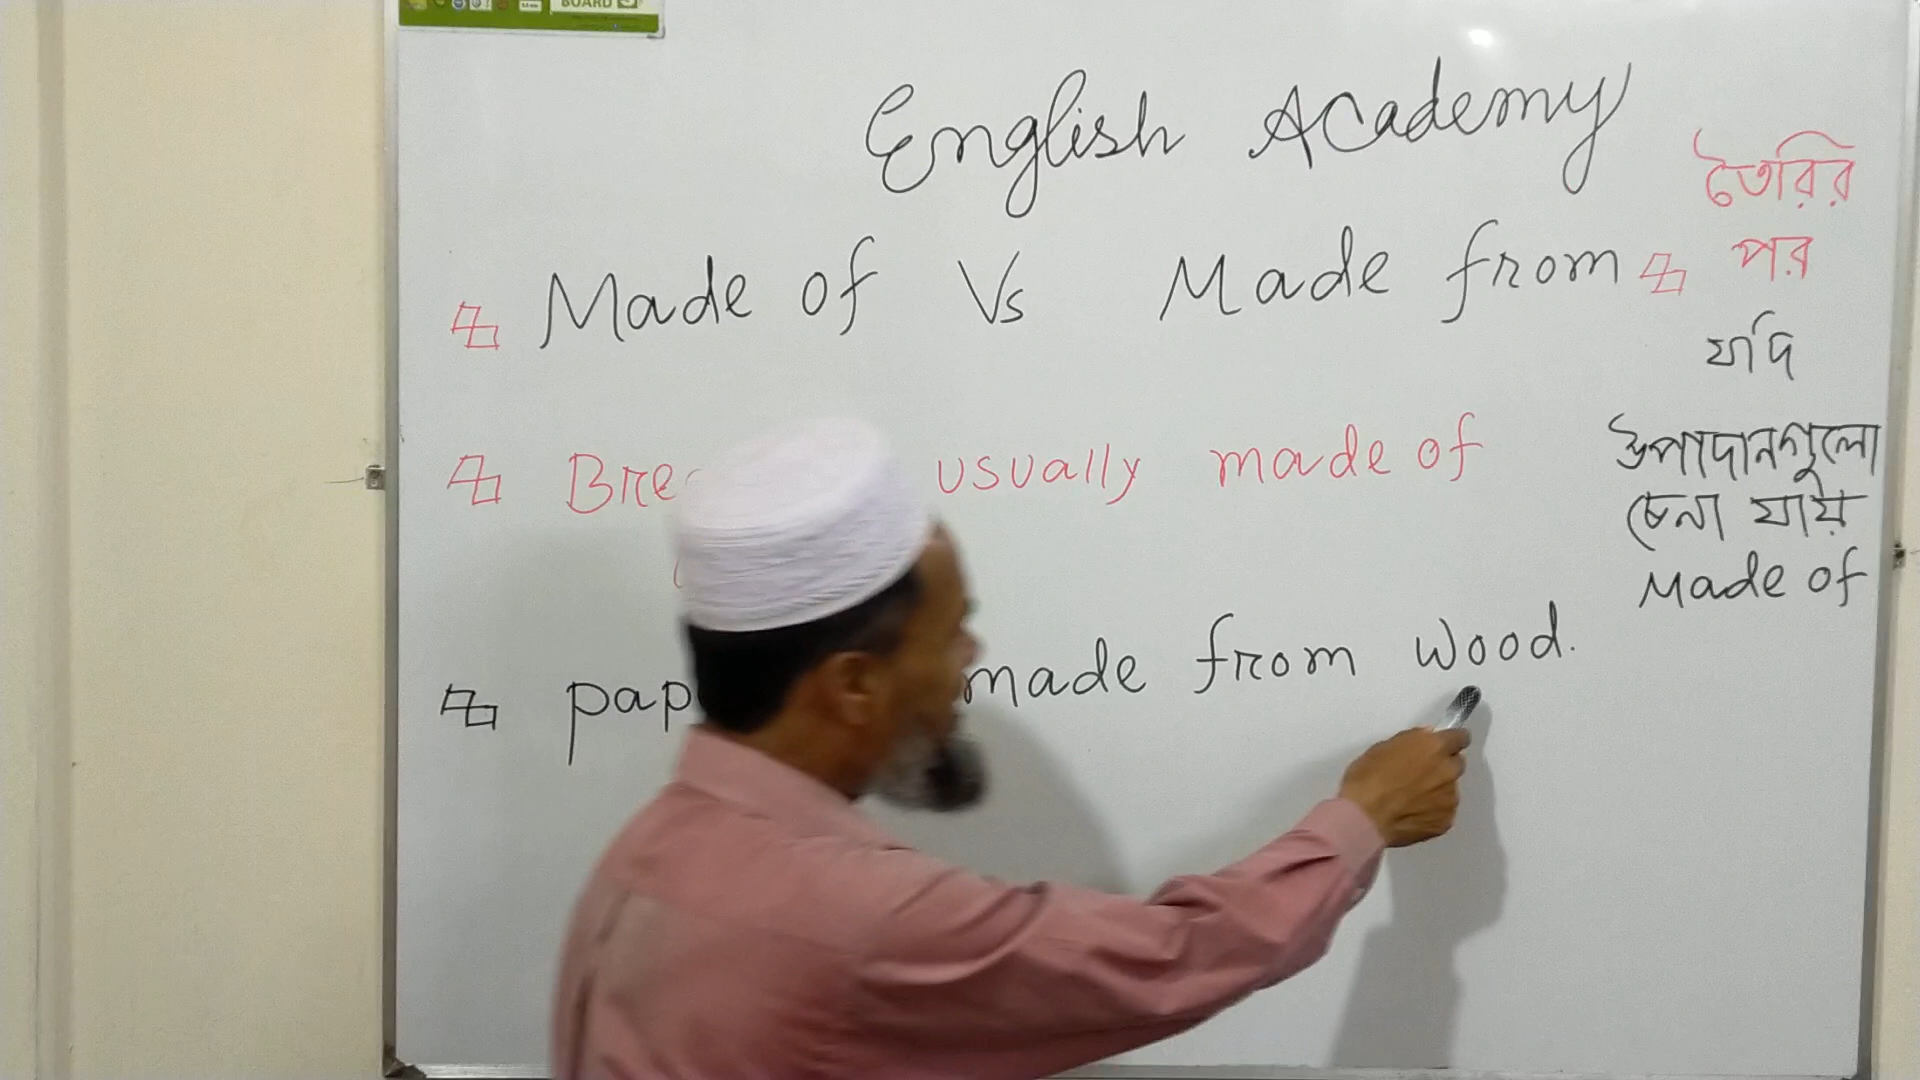 BOARD
English Academy
Made of Vs Made from
usually made of
made from wood.
তৈরির
পর
যদি
উপাদানগুলো
চেনা যায়
Made of